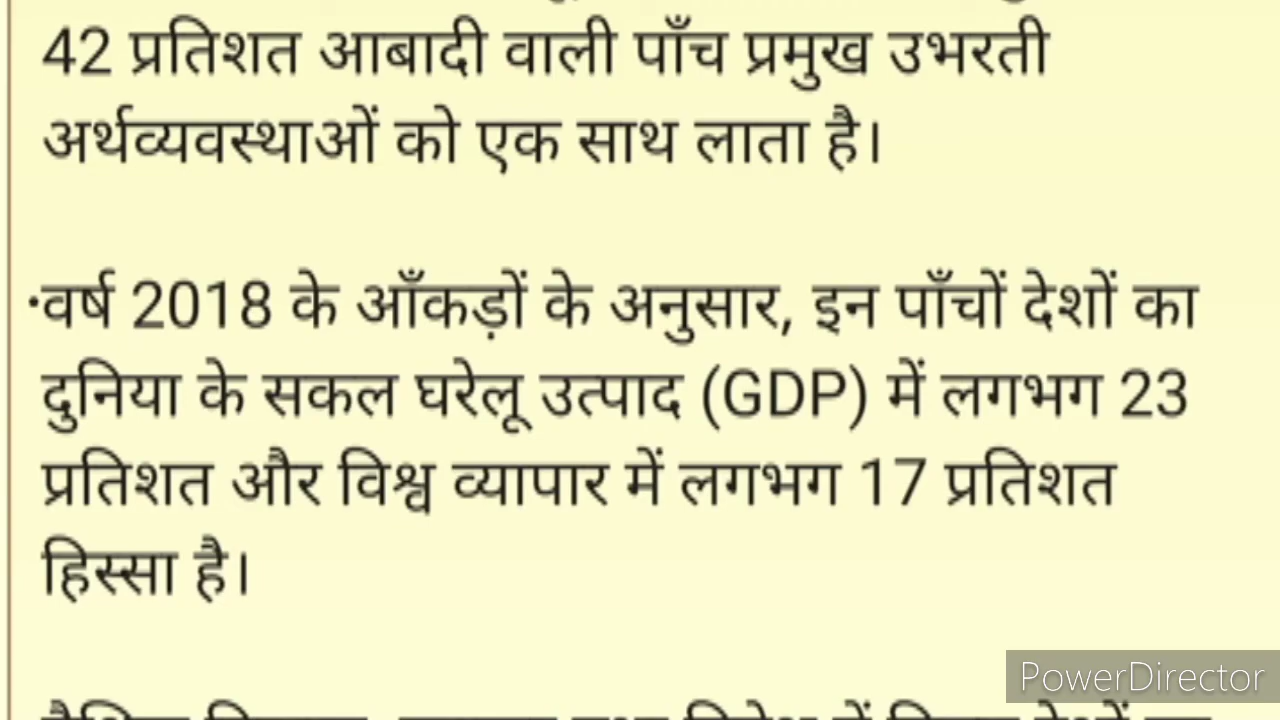 42 प्रतिशत आबादी वाली पाँच प्रमुख उभरती
अर्थव्यवस्थाओं को एक साथ लाता है।
·वर्ष 2018 के आँकड़ों के अनुसार, इन पाँचों देशों का
दुनिया के सकल घरेलू उत्पाद (GDP) में लगभग 23
प्रतिशत और विश्व व्यापार में लगभग 17 प्रतिशत
हिस्सा है।
PowerDirector